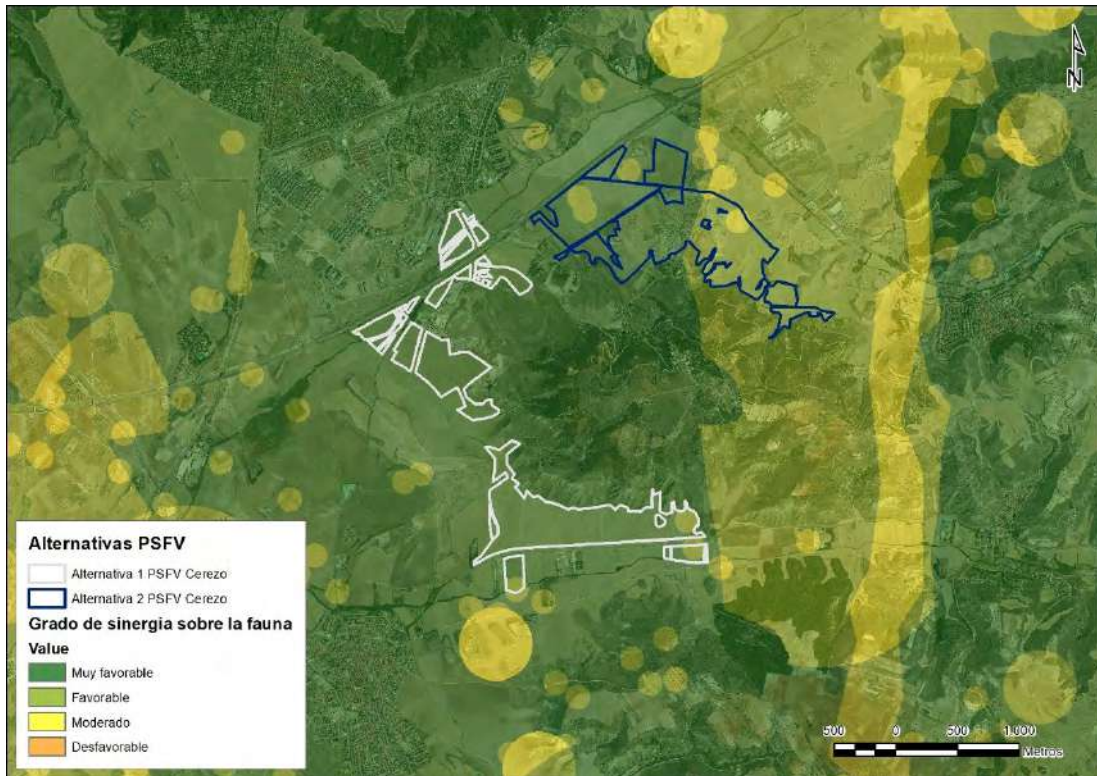 N
Alternativas PSFV
Alternativa 1 PSFV Cerezo
Alternativa 2 PSFV Cerezo
Grado de sinergia sobre la fauna
Value
Muy favorable
Favorable
Moderado
Desfavorable
500 0 500 1.000
Metros